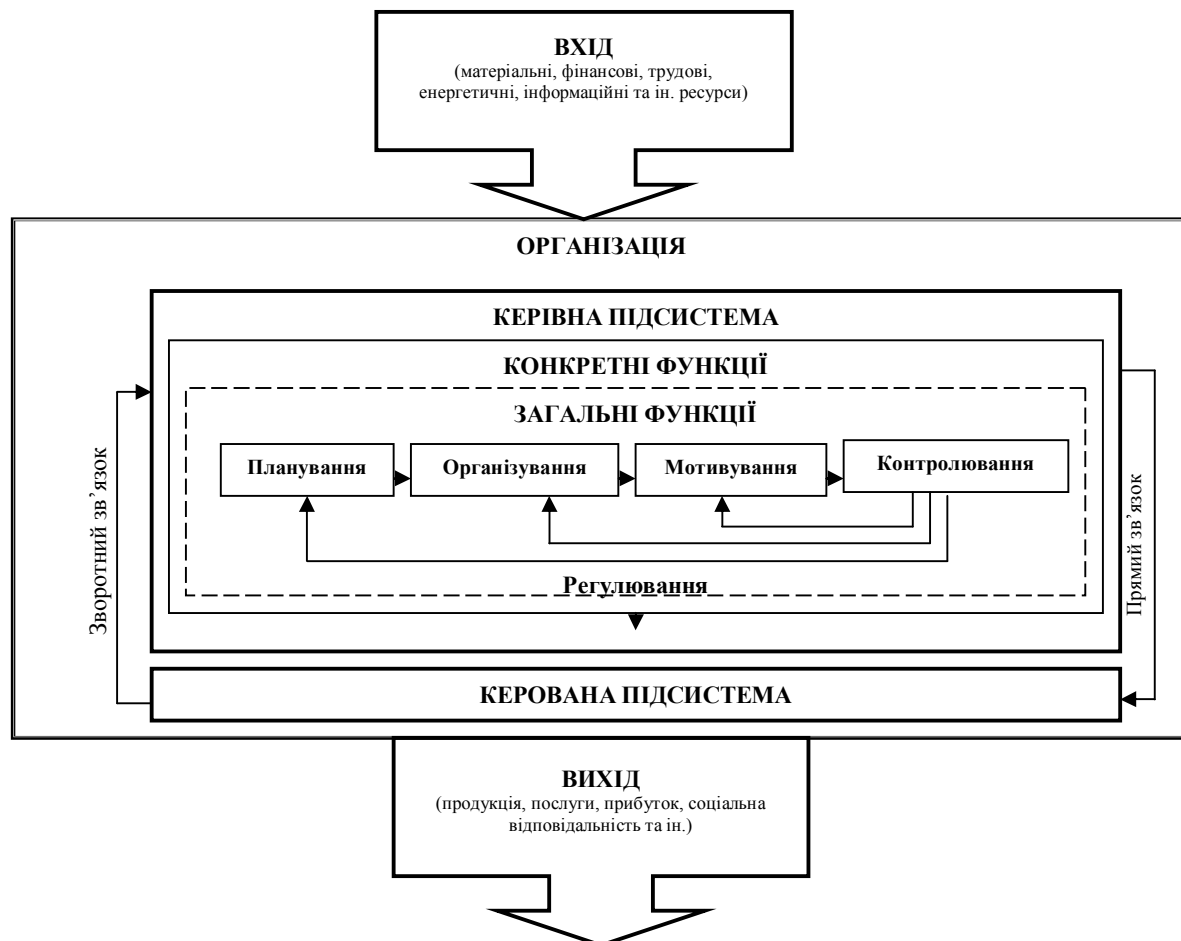 ВХІД
(матеріальні, фінансові, трудові,
енергетичні, інформаційні та ін. ресурси)
ОРГАНІЗАЦІЯ
КЕРІВНА ПІДСИСТЕМА
КОНКРЕТНІ ФУНКЦІЇ
ЗАГАЛЬНІ ФУНКЦІЇ
Планування
Організування
Мотивування
Контролювання
Регулювання
Зворотний зв’язок
Прямий зв’язок
КЕРОВАНА ПІДСИСТЕМА
ВИХІД
(продукція, послуги, прибуток, соціальна
відповідальність та ін.)